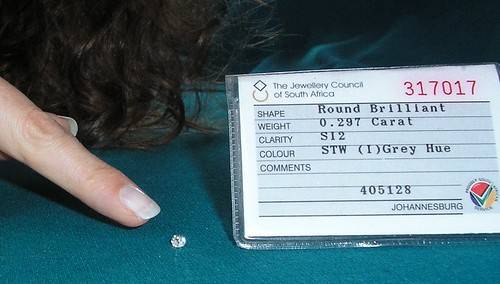 The Jewellery Council
of South Africa
317017
SHAPE Round Brilliant
WEIGHT 0.297 Carat
CLARITY SI2
COLOUR STW (I)Grey Hue
COMMENTS
405128
JOHANNESBURG